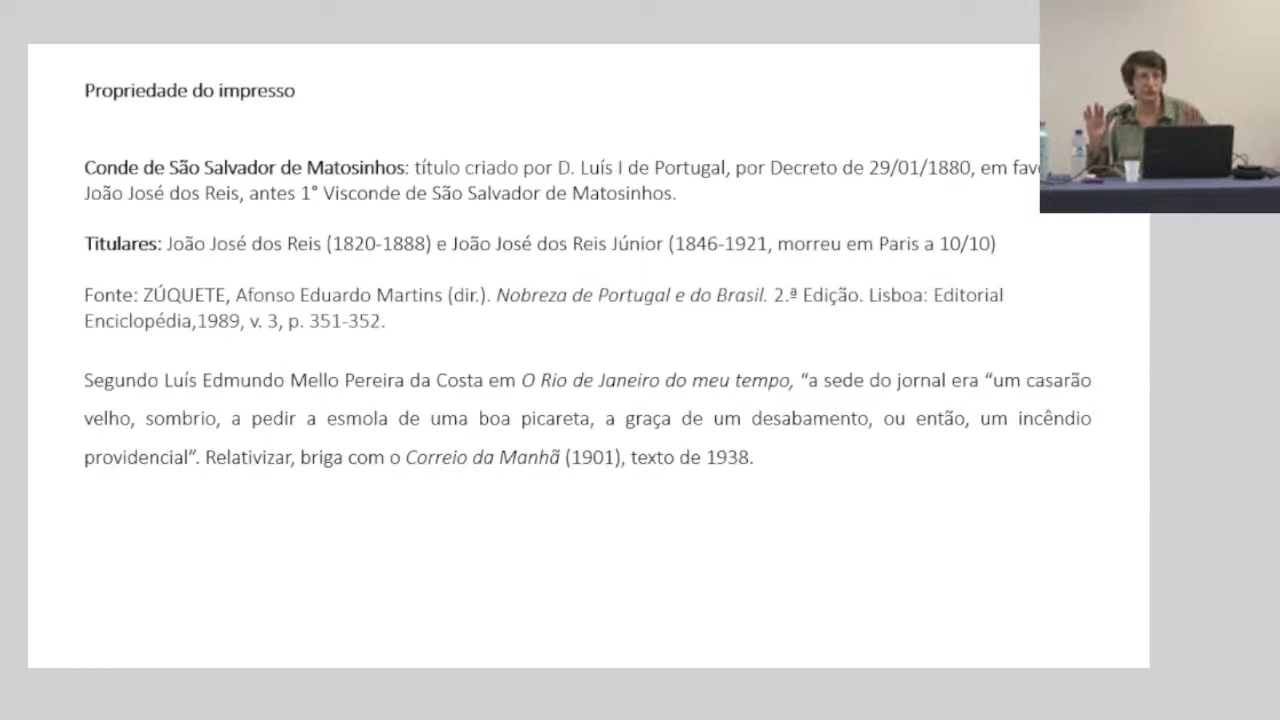 Propriedade do impresso
Conde de São Salvador de Matosinhos: título criado por D. Luís I de Portugal, por Decreto de 29/01/1880, em
João José dos Reis, antes 1° Visconde de São Salvador de Matosinhos.
Titulares: João José dos Reis (1820-1888) e João José dos Reis Júnior (1846-1921, morreu em Paris a 10/10)
Fonte: ZÚQUETE, Afonso Eduardo Martins (dir.). Nobreza de Portugal e do Brasil. 2.ª Edição. Lisboa: Editorial
Enciclopédia,1989, v. 3, p. 351-352.
Segundo Luís Edmundo Mello Pereira da Costa em O Rio de Janeiro do meu tempo, “a sede do jornal era “um casarão
velho, sombrio, a pedir a esmola de uma boa picareta, a graça de um desabamento, ou então, um incêndio
providencial”. Relativizar, briga com o Correio da Manhã (1901), texto de 1938.